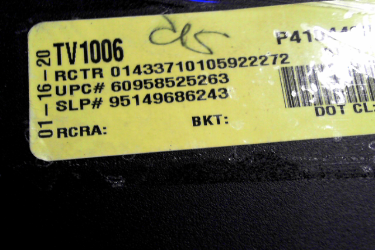 01-16-20
TV1006
RCTR 01433710105922272
UPC# 60958525263
SLP# 95149686243
RCRA: BKT:
DOT CL